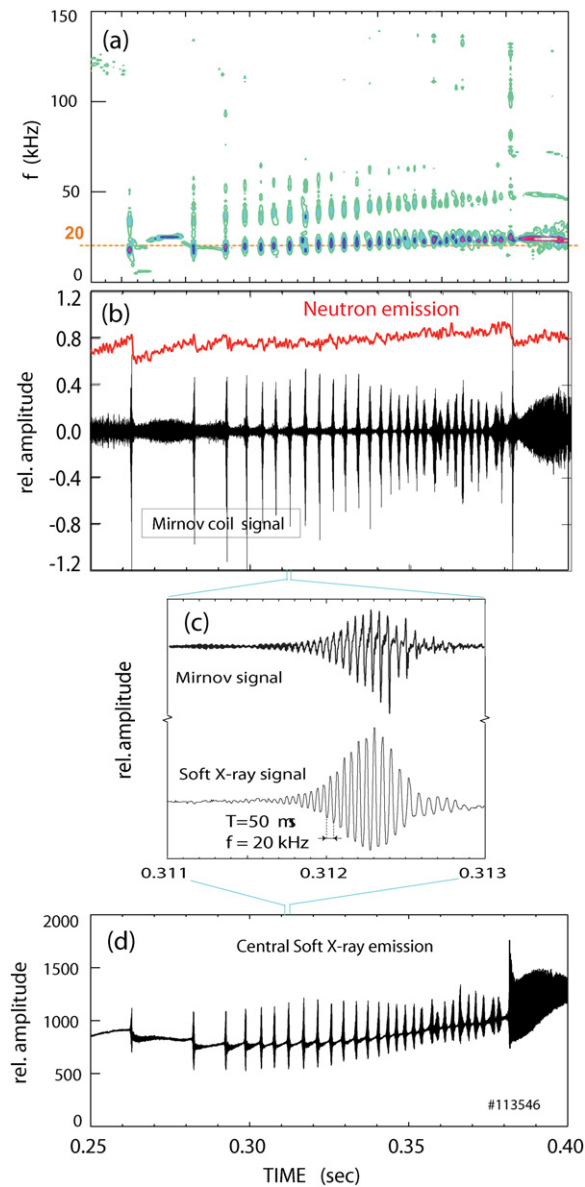 (a)
150
100
50
20
0
f (kHz)
(b)
Neutron emission
1.2
0.8
0.4
0.0
-0.4
-0.8
-1.2
rel. amplitude
Mirnov coil signal
(c)
Mirnov signal
rel.amplitude
Soft X-ray signal
T=50 ms
f = 20 kHz
0.311
0.312
0.313
(d)
Central Soft X-ray emission
2000
1500
1000
500
0
rel. amplitude
#113546
0.25
0.30
0.35
0.40
TIME (sec)